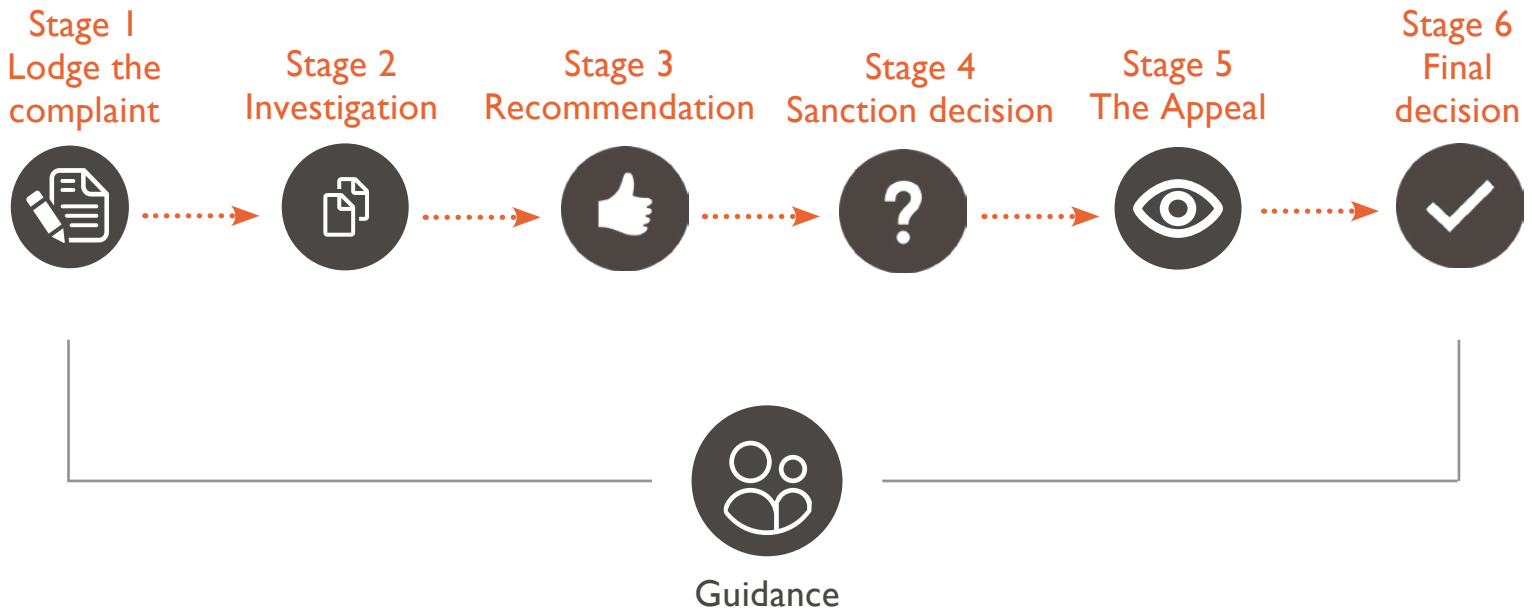 Stage 1
Lodge the
complaint
Stage 2
Investigation
Stage 3
Recommendation
Stage 4
Sanction decision
Stage 5
The Appeal
Stage 6
Final
decision
Guidance